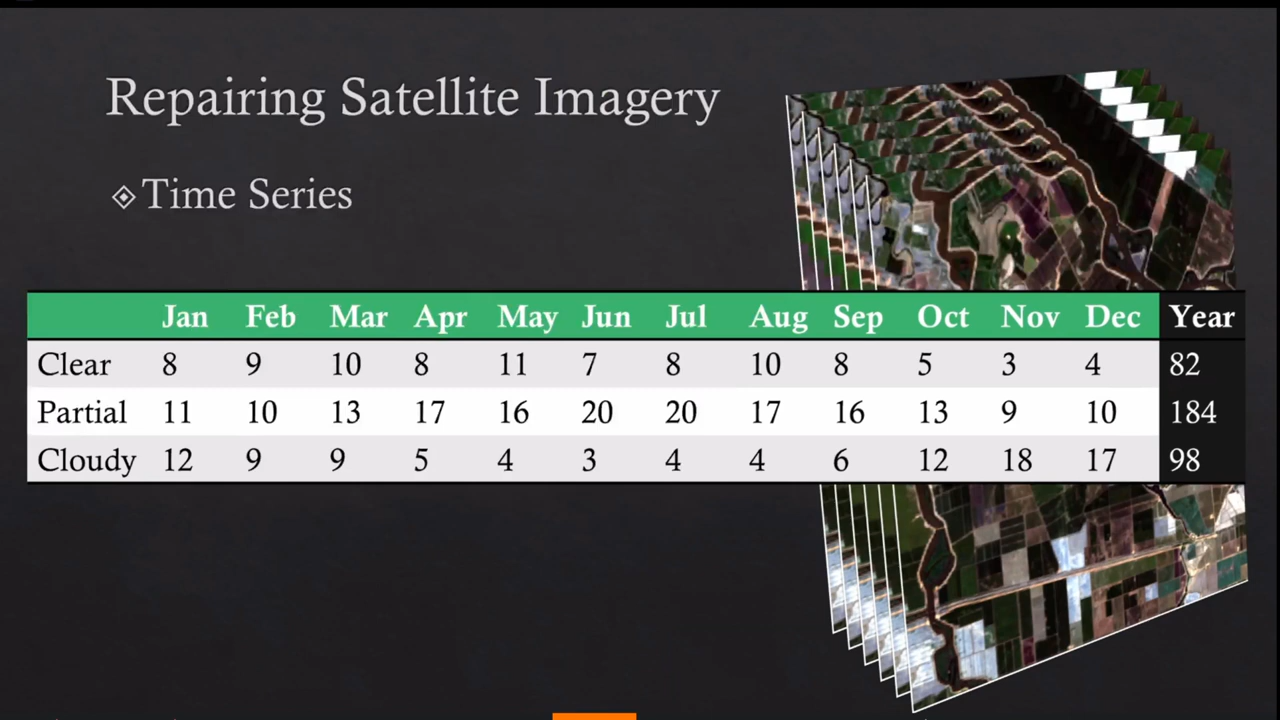 Repairing Satellite Imagery
Time Series
Jan Feb Mar Apr May Jun Jul Aug Sep Oct Nov Dec Year
Clear 8 9 10 8 11 7 8 10 8 5 3 4 82
Partial 11 10 13 17 16 20 20 17 16 13 9 10 184
Cloudy 12 9 9 5 4 3 4 4 6 12 18 17 98